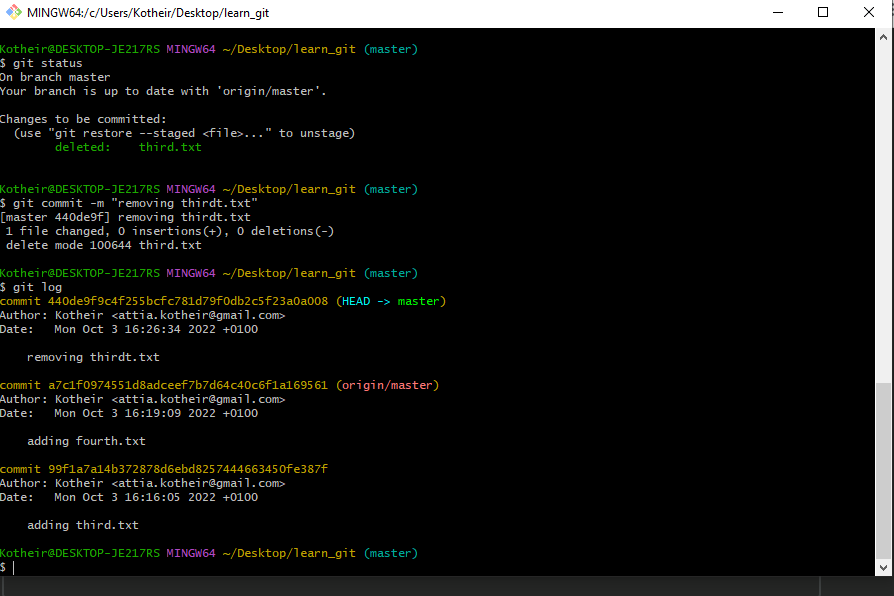 MINGW64:/c/Users/Kotheir/Desktop/learn_git
Kotheir@DESKTOP-JE217RS MINGW64 ~/Desktop/learn_git (master)
$ git status
On branch master
Your branch is up to date with 'origin/master'.
Changes to be committed:
  (use "git restore --staged <file>..." to unstage)
        deleted:    third.txt
Kotheir@DESKTOP-JE217RS MINGW64 ~/Desktop/learn_git (master)
$ git commit -m "removing thirdt.txt"
[master 440de9f] removing thirdt.txt
 1 file changed, 0 insertions(+), 0 deletions(-)
 delete mode 100644 third.txt
Kotheir@DESKTOP-JE217RS MINGW64 ~/Desktop/learn_git (master)
$ git log
commit 440de9f9c4f255bcfc781d79f0db2c5f23a0a008 (HEAD -> master)
Author: Kotheir <attia.kotheir@gmail.com>
Date:   Mon Oct 3 16:26:34 2022 +0100
    removing thirdt.txt
commit a7c1f0974551d8adceef7b7d64c40c6f1a169561 (origin/master)
Author: Kotheir <attia.kotheir@gmail.com>
Date:   Mon Oct 3 16:19:09 2022 +0100
    adding fourth.txt
commit 99f1a7a14b372878d6ebd8257444663450fe387f
Author: Kotheir <attia.kotheir@gmail.com>
Date:   Mon Oct 3 16:16:05 2022 +0100
    adding third.txt
Kotheir@DESKTOP-JE217RS MINGW64 ~/Desktop/learn_git (master)
$